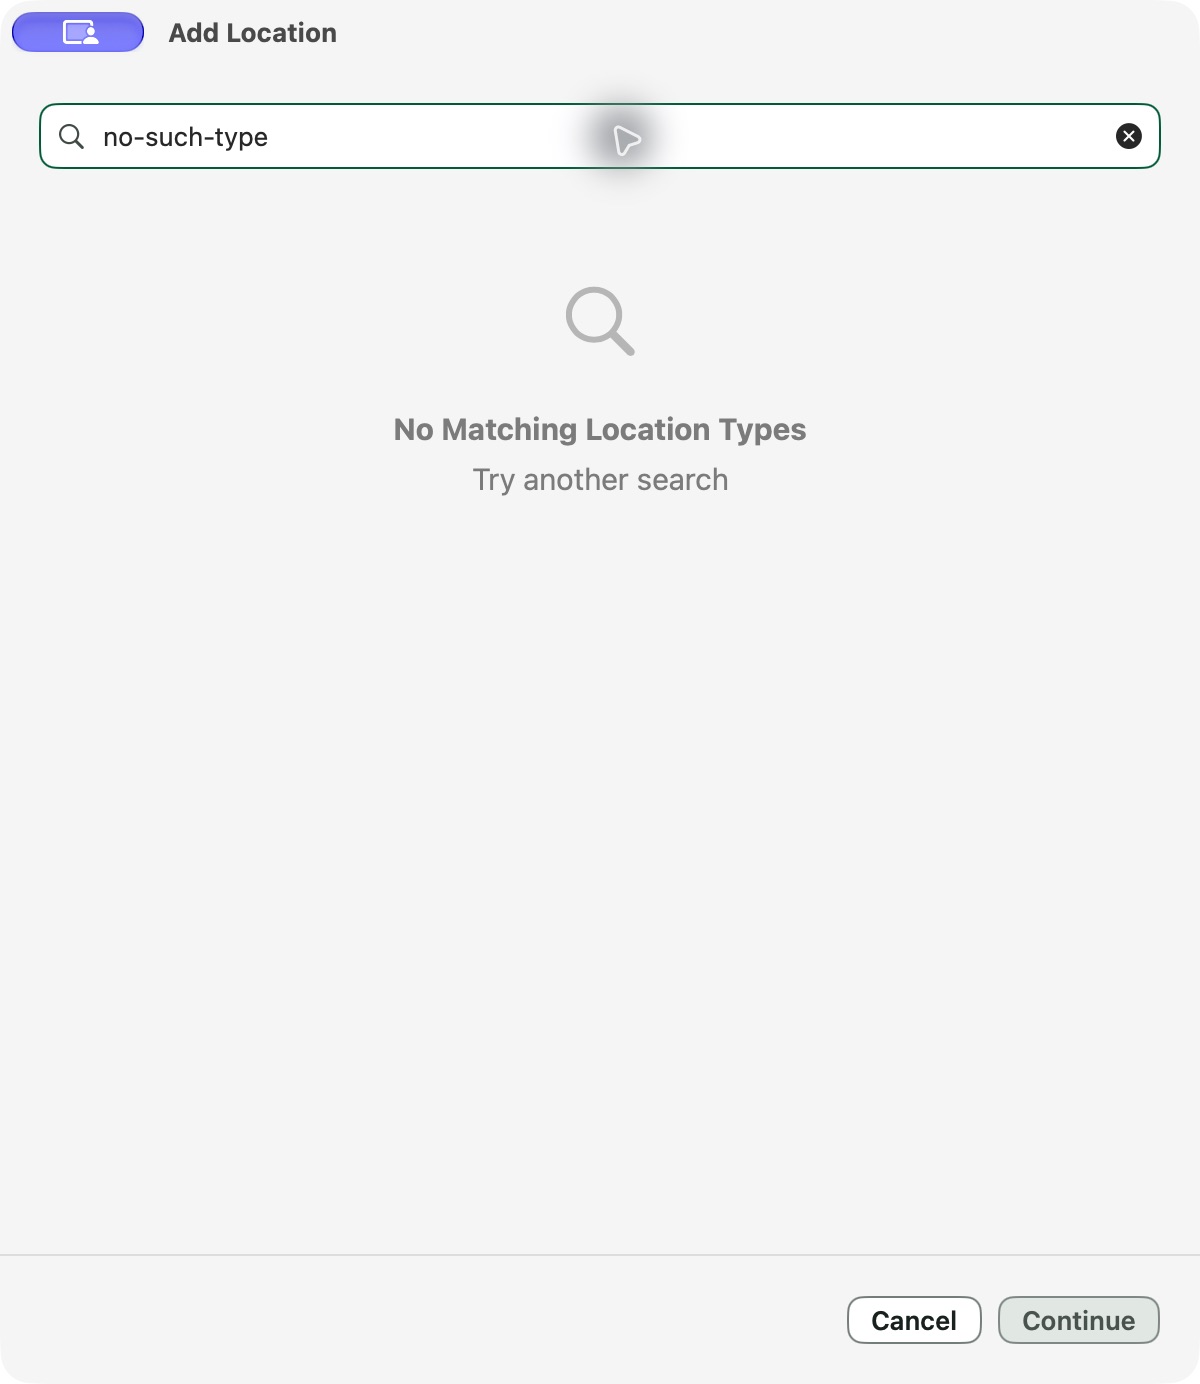 Add Location
no-such-type
No Matching Location Types
Try another search
Cancel
Continue